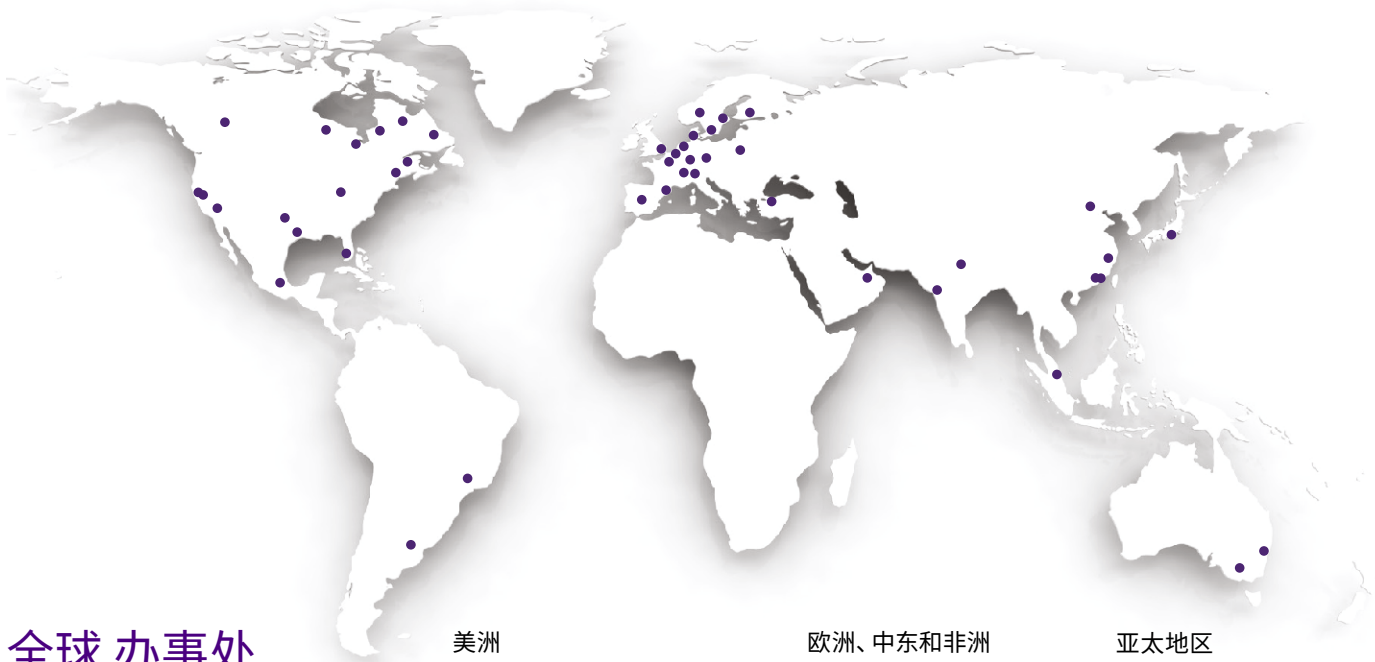 全球 办事处
美洲
欧洲、中东和非洲
亚太地区